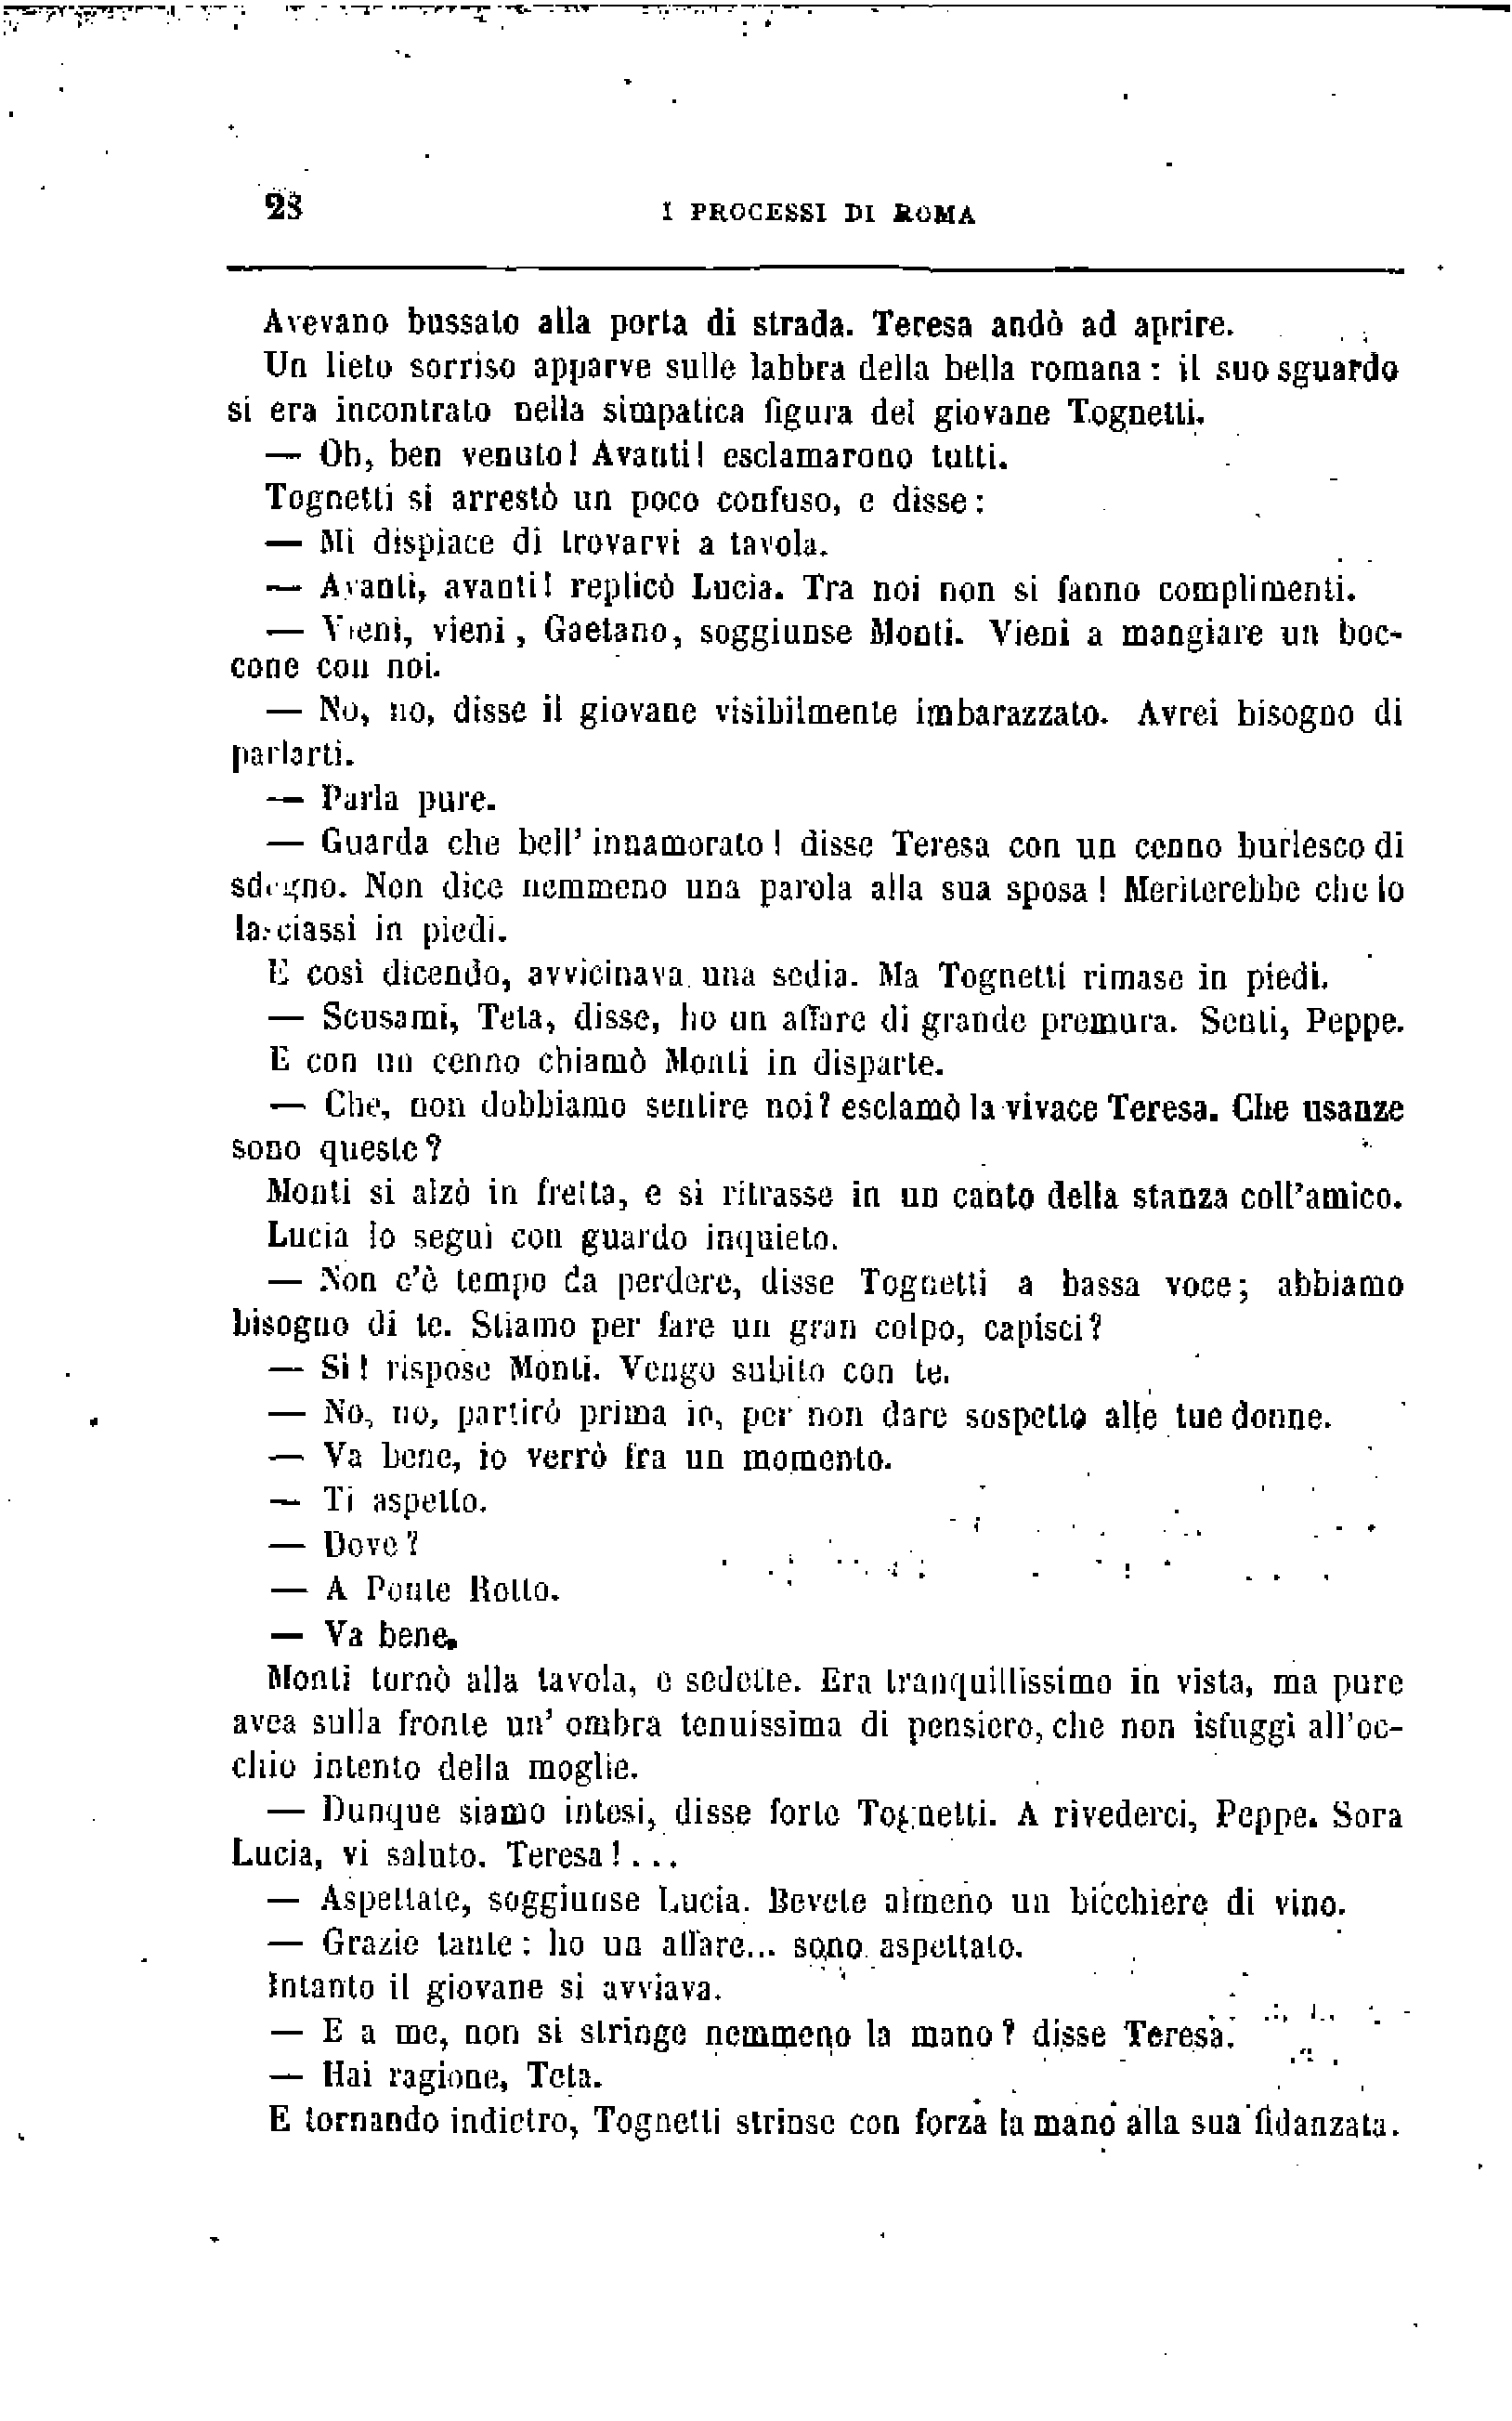 28 I PROCESSI DI ROMA
Avevano bussato alla porta di strada. Teresa andò ad aprire.
Un lieto sorriso apparve sulle labbra della bella romana: il suo sguardo
si era incontrato nella simpatica figura del giovane Tognetti.
— Oh, ben venuto! Avanti! esclamarono tutti.
Tognetti si arrestò un poco confuso, e disse:
— Mi dispiace di trovarvi a tavola.
— Avanti, avanti! replicò Lucia. Tra noi non si fanno complimenti.
— Vieni, vieni, Gaetano, soggiunse Monti. Vieni a mangiare un boc-
cone con noi.
— No, no, disse il giovane visibilmente imbarazzato. Avrei bisogno di
parlarti.
— Parla pure.
— Guarda che bell' innamorato! disse Teresa con un cenno burlesco di
sdegno. Non dice nemmeno una parola alla sua sposa! Meriterebbe che lo
lasciassi in piedi.
E così dicendo, avvicinava una sedia. Ma Tognetti rimase in piedi.
— Scusami, Teta, disse, ho un affare di grande premura. Senti, Peppe.
E con un cenno chiamò Monti in disparte.
— Che, non dobbiamo sentire noi? esclamò la vivace Teresa. Che usanze
sono queste?
Monti si alzò in fretta, e si ritrasse in un canto della stanza coll'amico.
Lucia lo seguì con guardo inquieto.
— Non c'è tempo da perdere, disse Tognetti a bassa voce; abbiamo
bisogno di te. Stiamo per fare un gran colpo, capisci?
— Sì! rispose Monti. Vengo subito con te.
— No, no, partirò prima io, per non dare sospetto alle tue donne.
— Va bene, io verrò fra un momento.
— Ti aspetto.
— Dove?
— A Ponte Rotto.
— Va bene.
Monti tornò alla tavola, e sedette. Era tranquillissimo in vista, ma pure
avea sulla fronte un' ombra tenuissima di pensiero, che non isfuggì all'oc-
chio intento della moglie.
— Dunque siamo intesi, disse forte Tognetti. A rivederci, Peppe. Sora
Lucia, vi saluto. Teresa!...
— Aspettate, soggiunse Lucia. Bevete almeno un bicchiere di vino.
— Grazie tante: ho un affare... sono aspettato.
Intanto il giovane si avviava.
— E a me, non si stringe nemmeno la mano? disse Teresa.
— Hai ragione, Teta.
E tornando indietro, Tognetti strinse con forza la mano alla sua fidanzata.